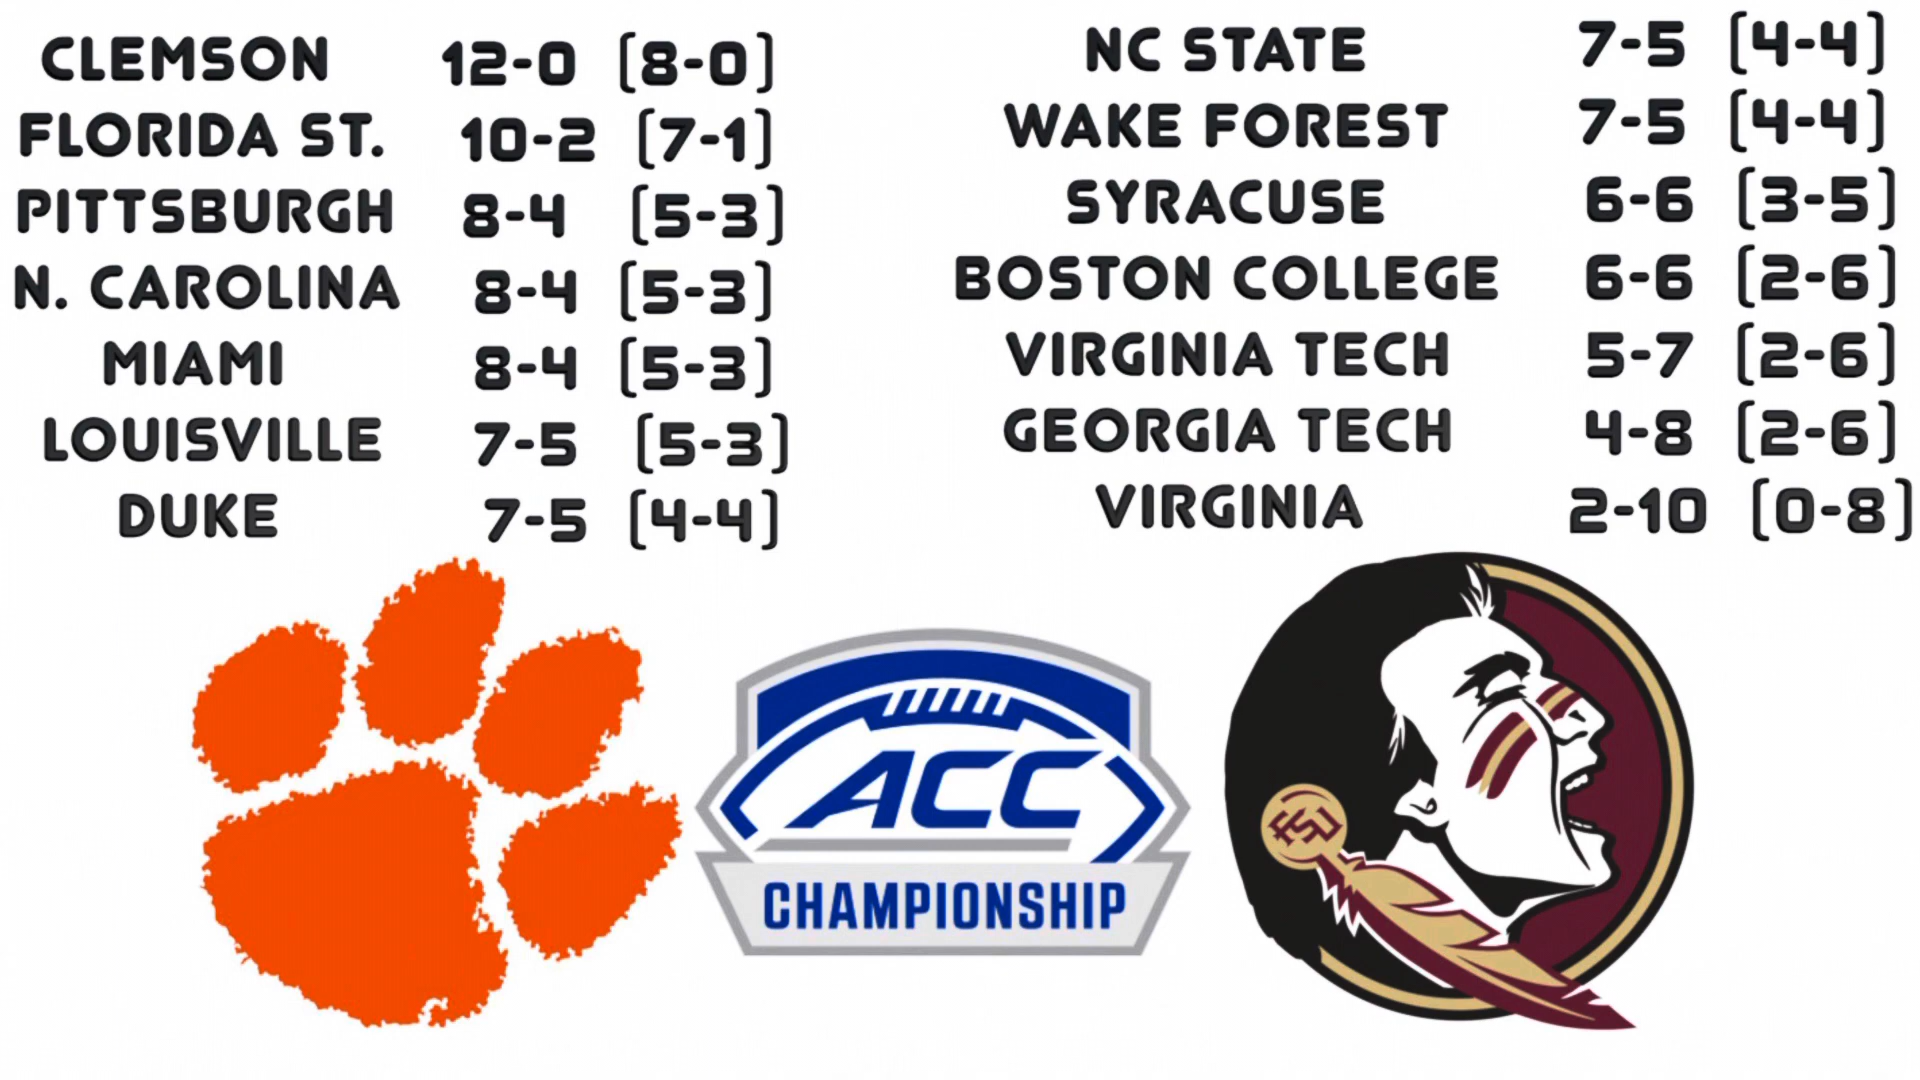 CLEMSON 12-0 [8-0]
FLORIDA ST. 10-2 [7-1]
PITTSBURGH 8-4 [5-3]
N. CAROLINA 8-4 [5-3]
MIAMI 8-4 [5-3]
LOUISVILLE 7-5 [5-3]
DUKE 7-5 [4-4]
NC STATE 7-5 [4-4]
WAKE FOREST 7-5 [4-4]
SYRACUSE 6-6 [3-5]
BOSTON COLLEGE 6-6 [2-6]
VIRGINIA TECH 5-7 [2-6]
GEORGIA TECH 4-8 [2-6]
VIRGINIA 2-10 [0-8]
ACC
CHAMPIONSHIP
FSU